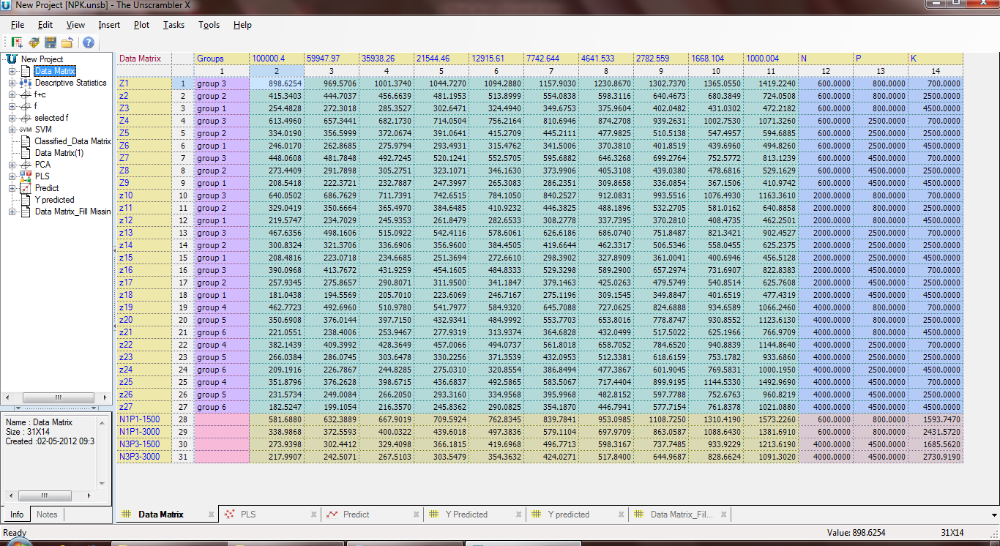 New Project [NPK.unsb] - The Unscrambler X
File Edit View Insert Plot Tasks Tools Help
New Project
Data Matrix
Descriptive Statistics
f+c
f
selected f
SVM
Classified_Data Matrix
Data Matrix(1)
PCA
PLS
Predict
Y predicted
Data Matrix_Fill Missin
Name : Data Matrix
Size : 31X14
Created :02-05-2012 09:3
Info Notes
Data Matrix Groups 100000.4 59947.97 35938.26 21544.46 12915.61 7742.644 4641.533 2782.559 1668.104 1000.004 N P K
1 2 3 4 5 6 7 8 9 10 11 12 13 14
Z1 1 group 3 898.6254 969.5706 1001.3740 1044.7270 1094.2880 1157.9030 1230.8670 1302.7370 1365.0550 1419.2240 600.0000 800.0000 700.0000
z2 2 group 2 415.3403 444.7037 456.6639 481.1953 513.8999 554.0838 598.3116 640.4673 680.3849 724.0508 600.0000 800.0000 2500.0000
Z3 3 group 1 254.4828 272.3018 285.3527 302.6471 324.4940 349.6753 375.9604 402.0482 431.0302 472.2182 600.0000 800.0000 4500.0000
Z4 4 group 3 613.4960 657.3441 682.1730 714.0504 756.2164 810.6946 874.2708 939.2631 1002.7530 1071.3260 600.0000 2500.0000 700.0000
Z5 5 group 2 334.0190 356.5999 372.0674 391.0641 415.2709 445.2111 477.9825 510.5138 547.4957 594.6885 600.0000 2500.0000 2500.0000
Z6 6 group 1 246.0170 262.8685 275.9794 293.4931 315.4762 341.5006 370.3810 401.8519 439.6960 494.8260 600.0000 2500.0000 4500.0000
Z7 7 group 3 448.0608 481.7848 492.7245 520.1241 552.5705 595.6882 646.3268 699.2764 752.5772 813.1239 600.0000 4500.0000 700.0000
Z8 8 group 2 273.4409 291.7898 305.2751 323.1071 346.1630 373.9906 405.3108 439.0380 478.6816 529.1629 600.0000 4500.0000 2500.0000
Z9 9 group 1 208.5418 222.3721 232.7887 247.3997 265.3083 286.2351 309.8658 336.0854 367.1506 410.9742 600.0000 4500.0000 4500.0000
z10 10 group 3 640.0502 686.7629 711.7391 742.6515 784.1050 840.2527 912.0831 993.5516 1076.4930 1163.3610 2000.0000 800.0000 700.0000
z11 11 group 2 329.0419 350.6664 365.4970 384.6485 410.9232 446.3825 488.1896 532.2705 581.0162 640.8858 2000.0000 800.0000 2500.0000
z12 12 group 1 219.5747 234.7029 245.9353 261.8479 282.6533 308.2778 337.7395 370.2810 408.4735 462.2501 2000.0000 800.0000 4500.0000
z13 13 group 3 467.6356 498.1606 515.0922 542.4116 578.6061 626.6186 686.0740 751.8487 821.3421 902.4527 2000.0000 2500.0000 700.0000
z14 14 group 2 300.8324 321.3706 336.6906 356.9600 384.4505 419.6644 462.3317 506.5346 558.0455 625.2375 2000.0000 2500.0000 2500.0000
z15 15 group 1 208.4816 223.0718 234.6685 251.3694 272.6610 298.3902 327.8909 361.0041 400.6946 456.5128 2000.0000 2500.0000 4500.0000
z16 16 group 3 390.0968 413.7672 431.9259 454.1605 484.8333 529.3298 589.2900 657.2974 731.6907 822.8383 2000.0000 4500.0000 700.0000
z17 17 group 2 257.9345 275.8657 290.8071 311.9500 341.1847 379.1463 425.0263 479.5749 540.8514 625.7608 2000.0000 4500.0000 2500.0000
z18 18 group 1 181.0438 194.5569 205.7010 223.6069 246.7167 275.1196 309.1545 349.8847 401.6519 477.4319 2000.0000 4500.0000 4500.0000
z19 19 group 4 462.7723 492.6960 510.9780 541.7977 584.9320 645.7088 727.0625 824.6888 934.6589 1066.2460 4000.0000 800.0000 700.0000
z20 20 group 5 350.6908 376.0144 397.7150 432.9341 484.9992 553.7703 653.8016 778.8747 930.8552 1123.6130 4000.0000 800.0000 2500.0000
z21 21 group 6 221.0551 238.4006 253.9467 277.9319 313.9374 364.6828 432.0499 517.5022 625.1966 766.9709 4000.0000 800.0000 4500.0000
z22 22 group 4 382.1439 409.3992 428.3649 457.0066 494.0737 561.8018 658.7052 784.6520 940.8839 1144.8640 4000.0000 2500.0000 700.0000
z23 23 group 5 266.0384 286.0745 303.6478 330.2256 371.3539 432.0953 512.3381 618.6159 753.1782 933.6860 4000.0000 2500.0000 2500.0000
z24 24 group 6 209.1916 226.7867 244.8285 275.0310 320.8554 386.8494 477.3867 601.9045 769.5831 1000.1950 4000.0000 2500.0000 4500.0000
z25 25 group 4 351.8796 376.2628 398.6715 436.6837 492.5865 583.5067 717.4404 899.9195 1144.5330 1492.9690 4000.0000 4500.0000 700.0000
z26 26 group 5 231.5734 249.0084 266.2050 293.3160 334.9568 395.9968 482.8152 597.7788 752.6763 960.8219 4000.0000 4500.0000 2500.0000
z27 27 group 6 182.5247 199.1054 216.3570 245.8362 290.0825 354.1870 446.7941 577.7154 761.8378 1021.0880 4000.0000 4500.0000 4500.0000
N1P1-1500 28 581.6880 632.3889 667.9019 709.5924 762.8345 839.7841 953.0985 1108.7250 1310.4190 1573.2260 600.0000 800.0000 1593.7470
N1P1-3000 29 338.9868 372.5593 400.0322 439.6018 497.3836 579.1104 697.9709 863.0587 1088.6430 1381.6910 600.0000 800.0000 2431.5720
N3P3-1500 30 273.9398 302.4412 329.4098 366.1815 419.6968 496.7713 598.3167 737.7485 933.9229 1213.6190 4000.0000 4500.0000 1685.5620
N3P3-3000 31 217.9907 242.5071 267.5103 303.5479 354.3632 424.0271 517.8400 644.9687 828.6624 1091.3020 4000.0000 4500.0000 2730.9190
Data Matrix PLS Predict Y Predicted Y predicted Data Matrix_Fil...
Ready Value: 898.6254 31X14